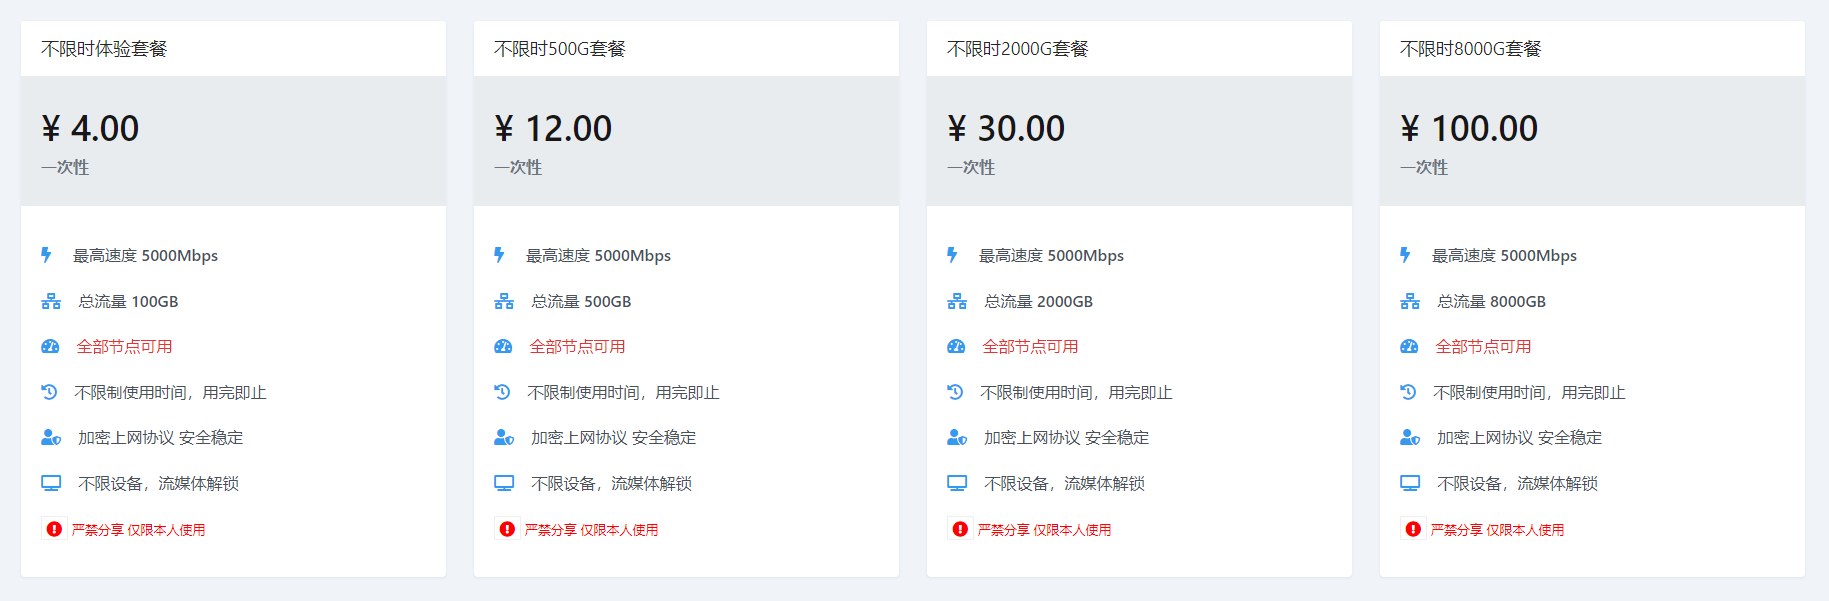 不限时体验套餐
¥ 4.00
一次性
最高速度 5000Mbps
总流量 100GB
全部节点可用
不限制使用时间，用完即止
加密上网协议 安全稳定
不限设备，流媒体解锁
严禁分享 仅限本人使用
不限时500G套餐
¥ 12.00
一次性
最高速度 5000Mbps
总流量 500GB
全部节点可用
不限制使用时间，用完即止
加密上网协议 安全稳定
不限设备，流媒体解锁
严禁分享 仅限本人使用
不限时2000G套餐
¥ 30.00
一次性
最高速度 5000Mbps
总流量 2000GB
全部节点可用
不限制使用时间，用完即止
加密上网协议 安全稳定
不限设备，流媒体解锁
严禁分享 仅限本人使用
不限时8000G套餐
¥ 100.00
一次性
最高速度 5000Mbps
总流量 8000GB
全部节点可用
不限制使用时间，用完即止
加密上网协议 安全稳定
不限设备，流媒体解锁
严禁分享 仅限本人使用